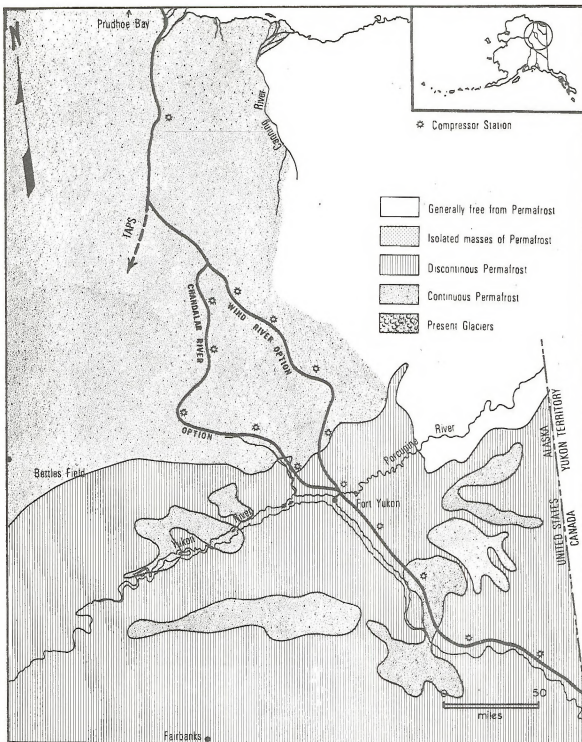 Prudhoe Bay
N
River
Canning
Compressor Station
Generally free from Permafrost
Isolated masses of Permafrost
Discontinous Permafrost
Continuous Permafrost
Present Glaciers
TAPS
CHANDALAR RIVER
WIND RIVER OPTION
OPTION
Porcupine
River
ALASKA
YUKON TERRITORY
Bettles Field
Fort Yukon
River
Yukon
UNITED STATES
CANADA
0 50
miles
Fairbanks